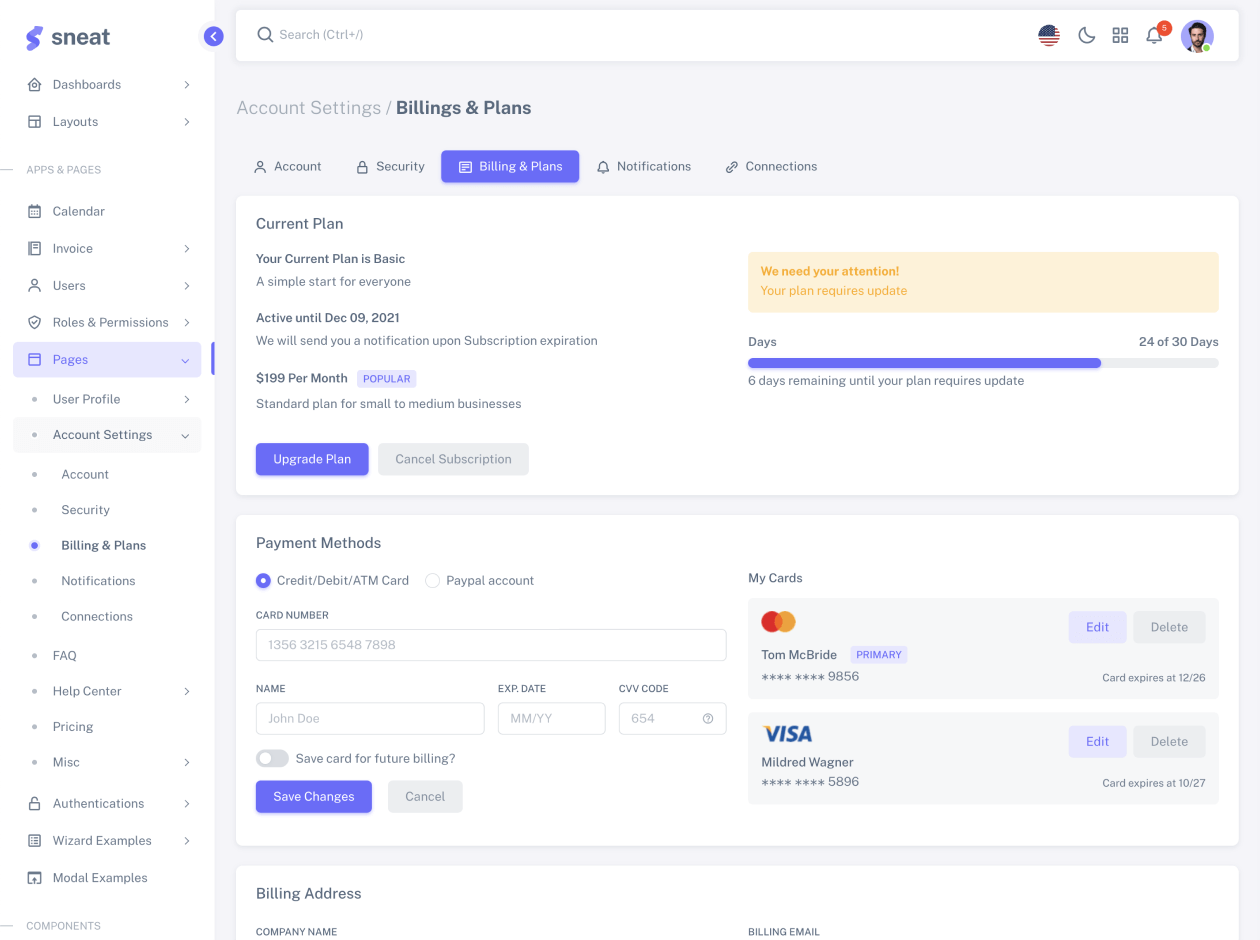 sneat
Dashboards
Layouts
APPS & PAGES
Calendar
Invoice
Users
Roles & Permissions
Pages
User Profile
Account Settings
Account
Security
Billing & Plans
Notifications
Connections
FAQ
Help Center
Pricing
Misc
Authentications
Wizard Examples
Modal Examples
COMPONENTS
Search (Ctrl+/)
5
Account Settings / Billings & Plans
Account Security Billing & Plans Notifications Connections
Current Plan
Your Current Plan is Basic
A simple start for everyone
Active until Dec 09, 2021
We will send you a notification upon Subscription expiration
$199 Per Month POPULAR
Standard plan for small to medium businesses
Upgrade Plan Cancel Subscription
We need your attention!
Your plan requires update
Days 24 of 30 Days
6 days remaining until your plan requires update
Payment Methods
Credit/Debit/ATM Card Paypal account
CARD NUMBER
1356 3215 6548 7898
NAME EXP. DATE CVV CODE
John Doe MM/YY 654
Save card for future billing?
Save Changes Cancel
My Cards
Edit Delete
Tom McBride PRIMARY
∗∗∗∗ ∗∗∗∗ 9856 Card expires at 12/26
VISA Edit Delete
Mildred Wagner
∗∗∗∗ ∗∗∗∗ 5896 Card expires at 10/27
Billing Address
COMPANY NAME BILLING EMAIL